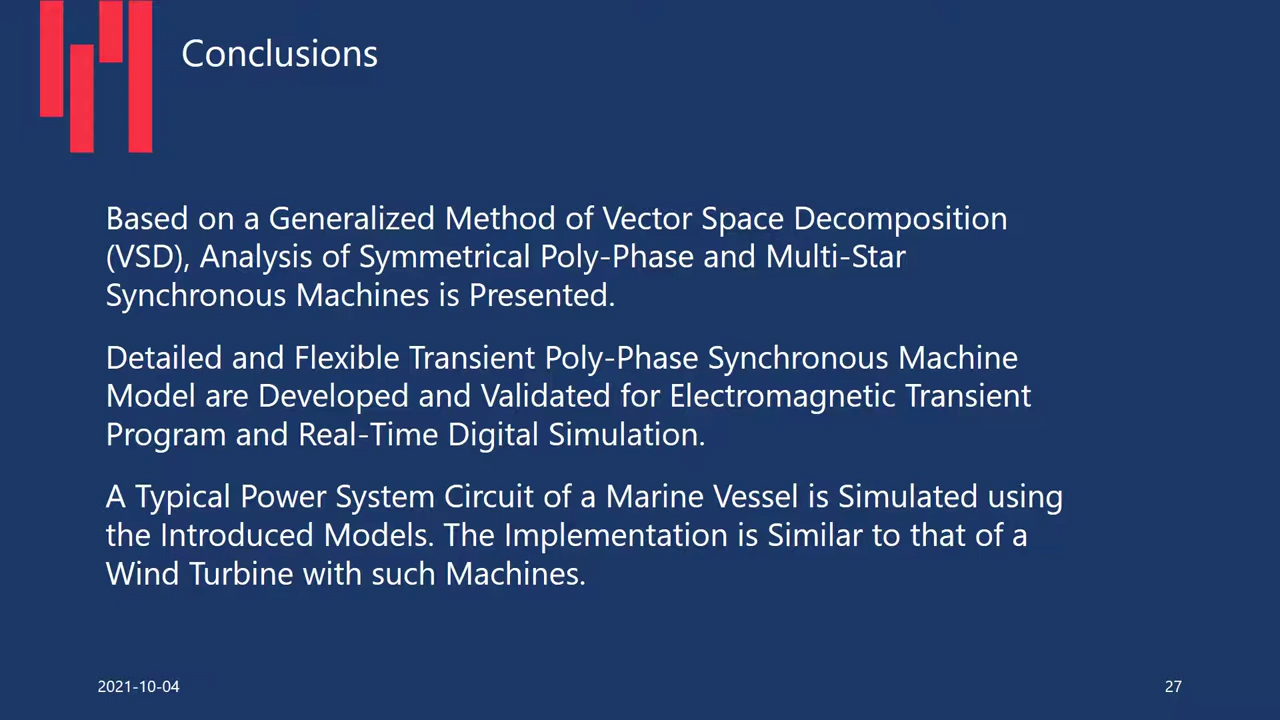 Conclusions
Based on a Generalized Method of Vector Space Decomposition
(VSD), Analysis of Symmetrical Poly-Phase and Multi-Star
Synchronous Machines is Presented.
Detailed and Flexible Transient Poly-Phase Synchronous Machine
Model are Developed and Validated for Electromagnetic Transient
Program and Real-Time Digital Simulation.
A Typical Power System Circuit of a Marine Vessel is Simulated using
the Introduced Models. The Implementation is Similar to that of a
Wind Turbine with such Machines.
2021-10-04
27